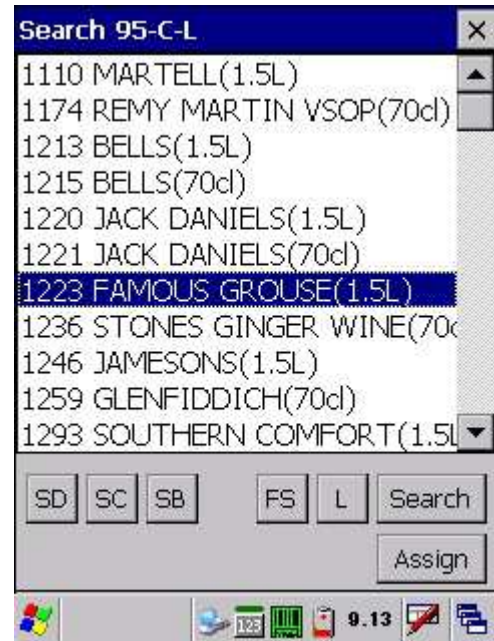 Search 95-C-L
1110 MARTELL(1.5L)
1174 REMY MARTIN VSOP(70cl)
1213 BELLS(1.5L)
1215 BELLS(70cl)
1220 JACK DANIELS(1.5L)
1221 JACK DANIELS(70cl)
1223 FAMOUS GROUSE(1.5L)
1236 STONES GINGER WINE(70c
1246 JAMESONS(1.5L)
1259 GLENFIDDICH(70cl)
1293 SOUTHERN COMFORT(1.5L
SD SC SB FS L Search
Assign
123 9.13